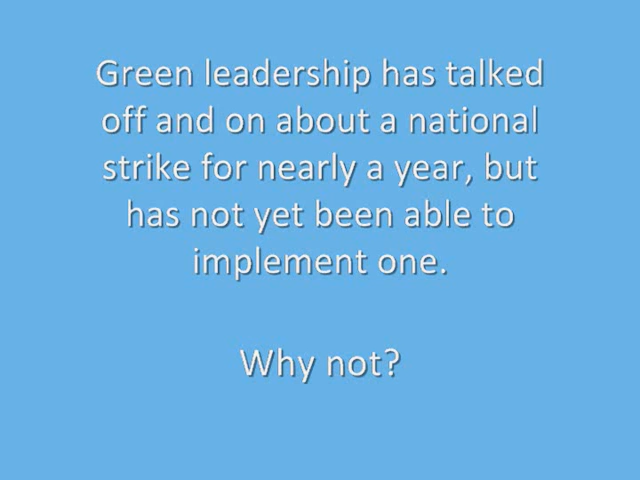 Green leadership has talked
off and on about a national
strike for nearly a year, but
has not yet been able to
implement one.
Why not?